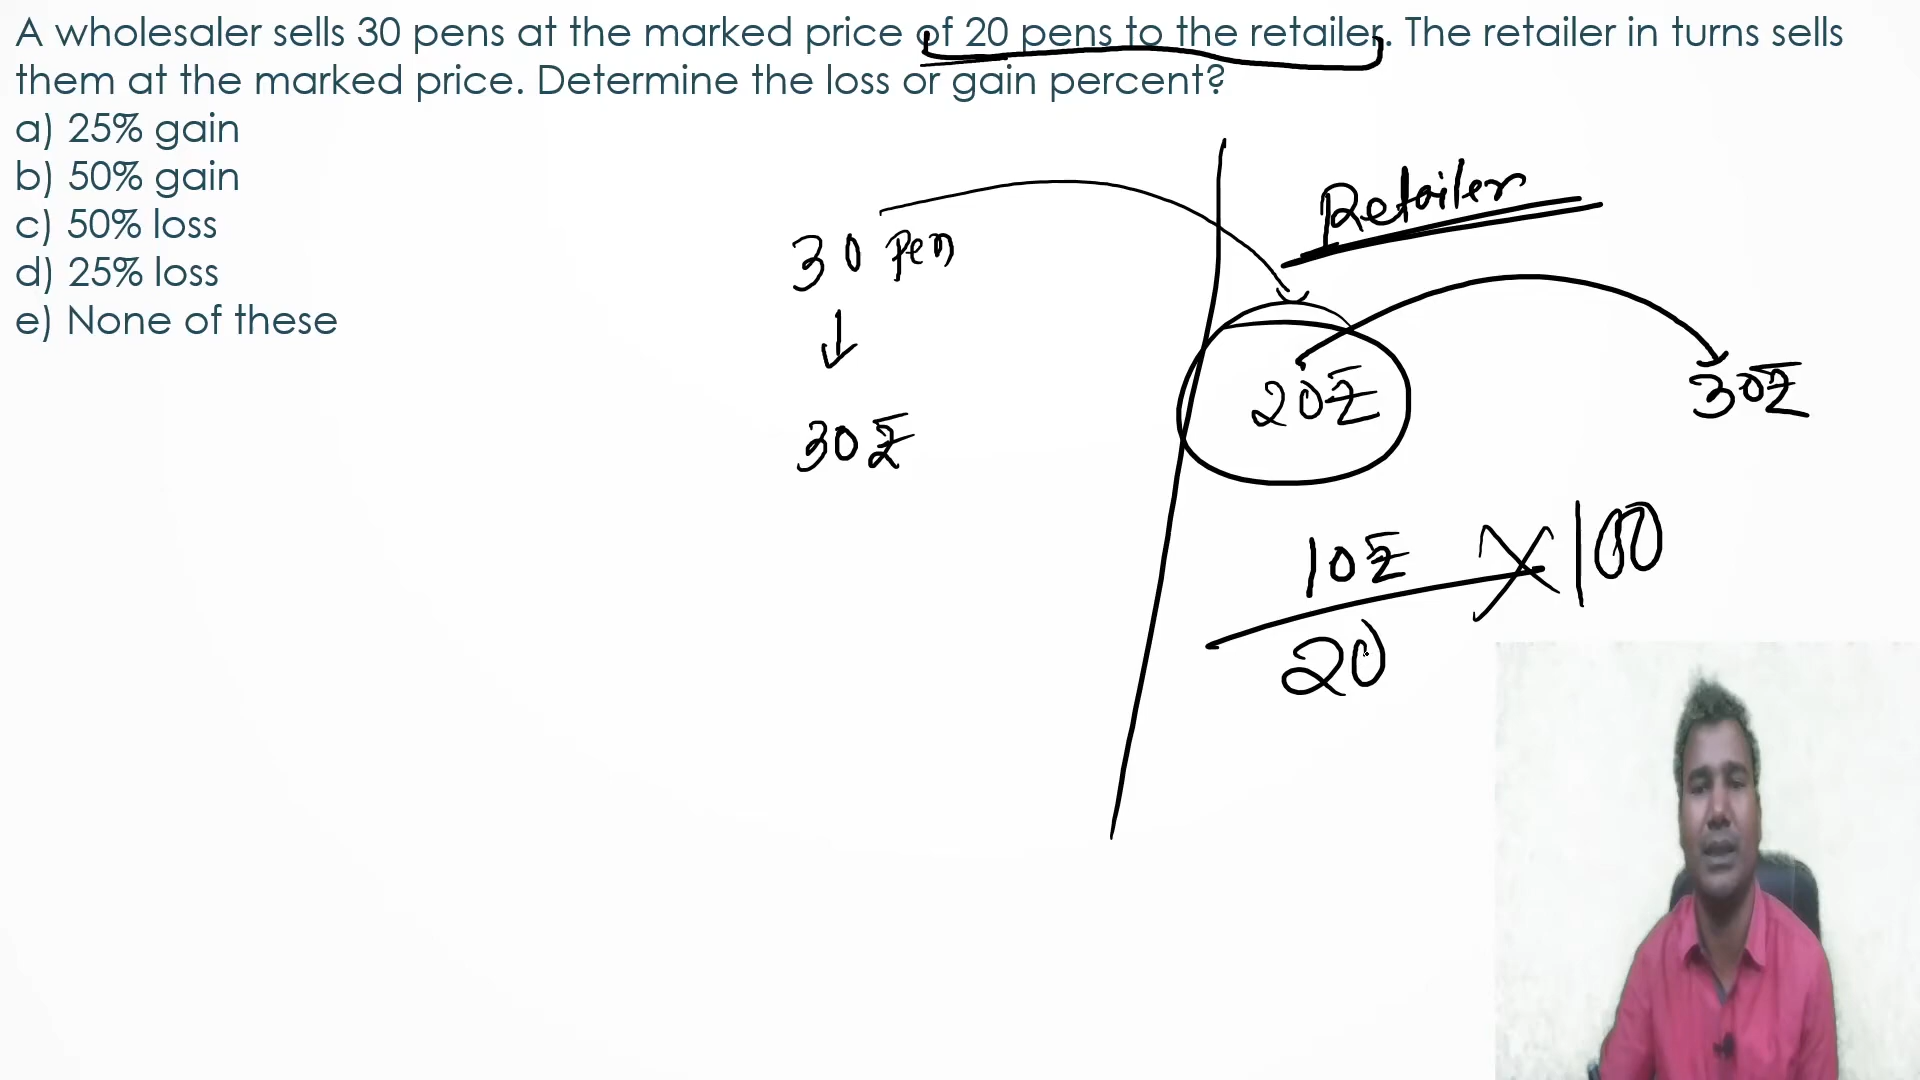 A wholesaler sells 30 pens at the marked price of 20 pens to the retailer. The retailer in turns sells
them at the marked price. Determine the loss or gain percent?
a) 25% gain
b) 50% gain
c) 50% loss
d) 25% loss
e) None of these
Retailer
30 Pen
20₹
30₹
30₹
10₹ × 100
20